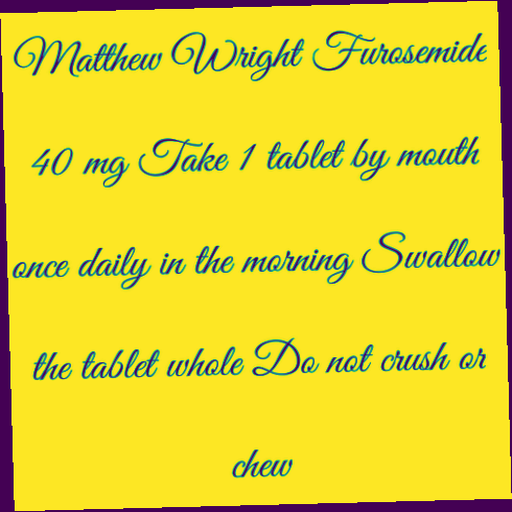 Matthew Wright Furosemide
40 mg Take 1 tablet by mouth
once daily in the morning Swallow
the tablet whole Do not crush or
chew